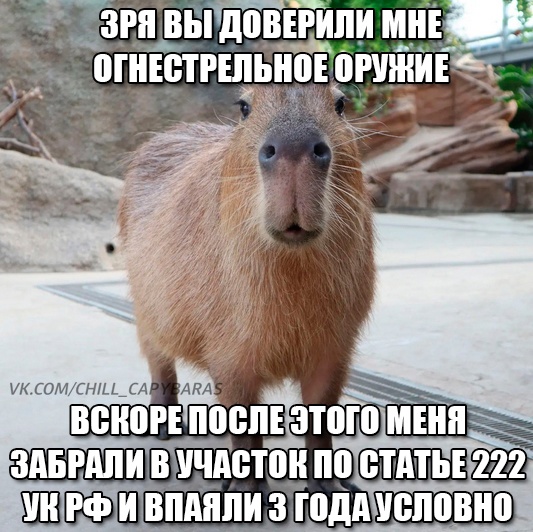 ЗРЯ ВЫ ДОВЕРИЛИ МНЕ
ОГНЕСТРЕЛЬНОЕ ОРУЖИЕ
VK.COM/CHILL_CAPYBARAS
ВСКОРЕ ПОСЛЕ ЭТОГО МЕНЯ
ЗАБРАЛИ В УЧАСТОК ПО СТАТЬЕ 222
УК РФ И ВПАЯЛИ 3 ГОДА УСЛОВНО